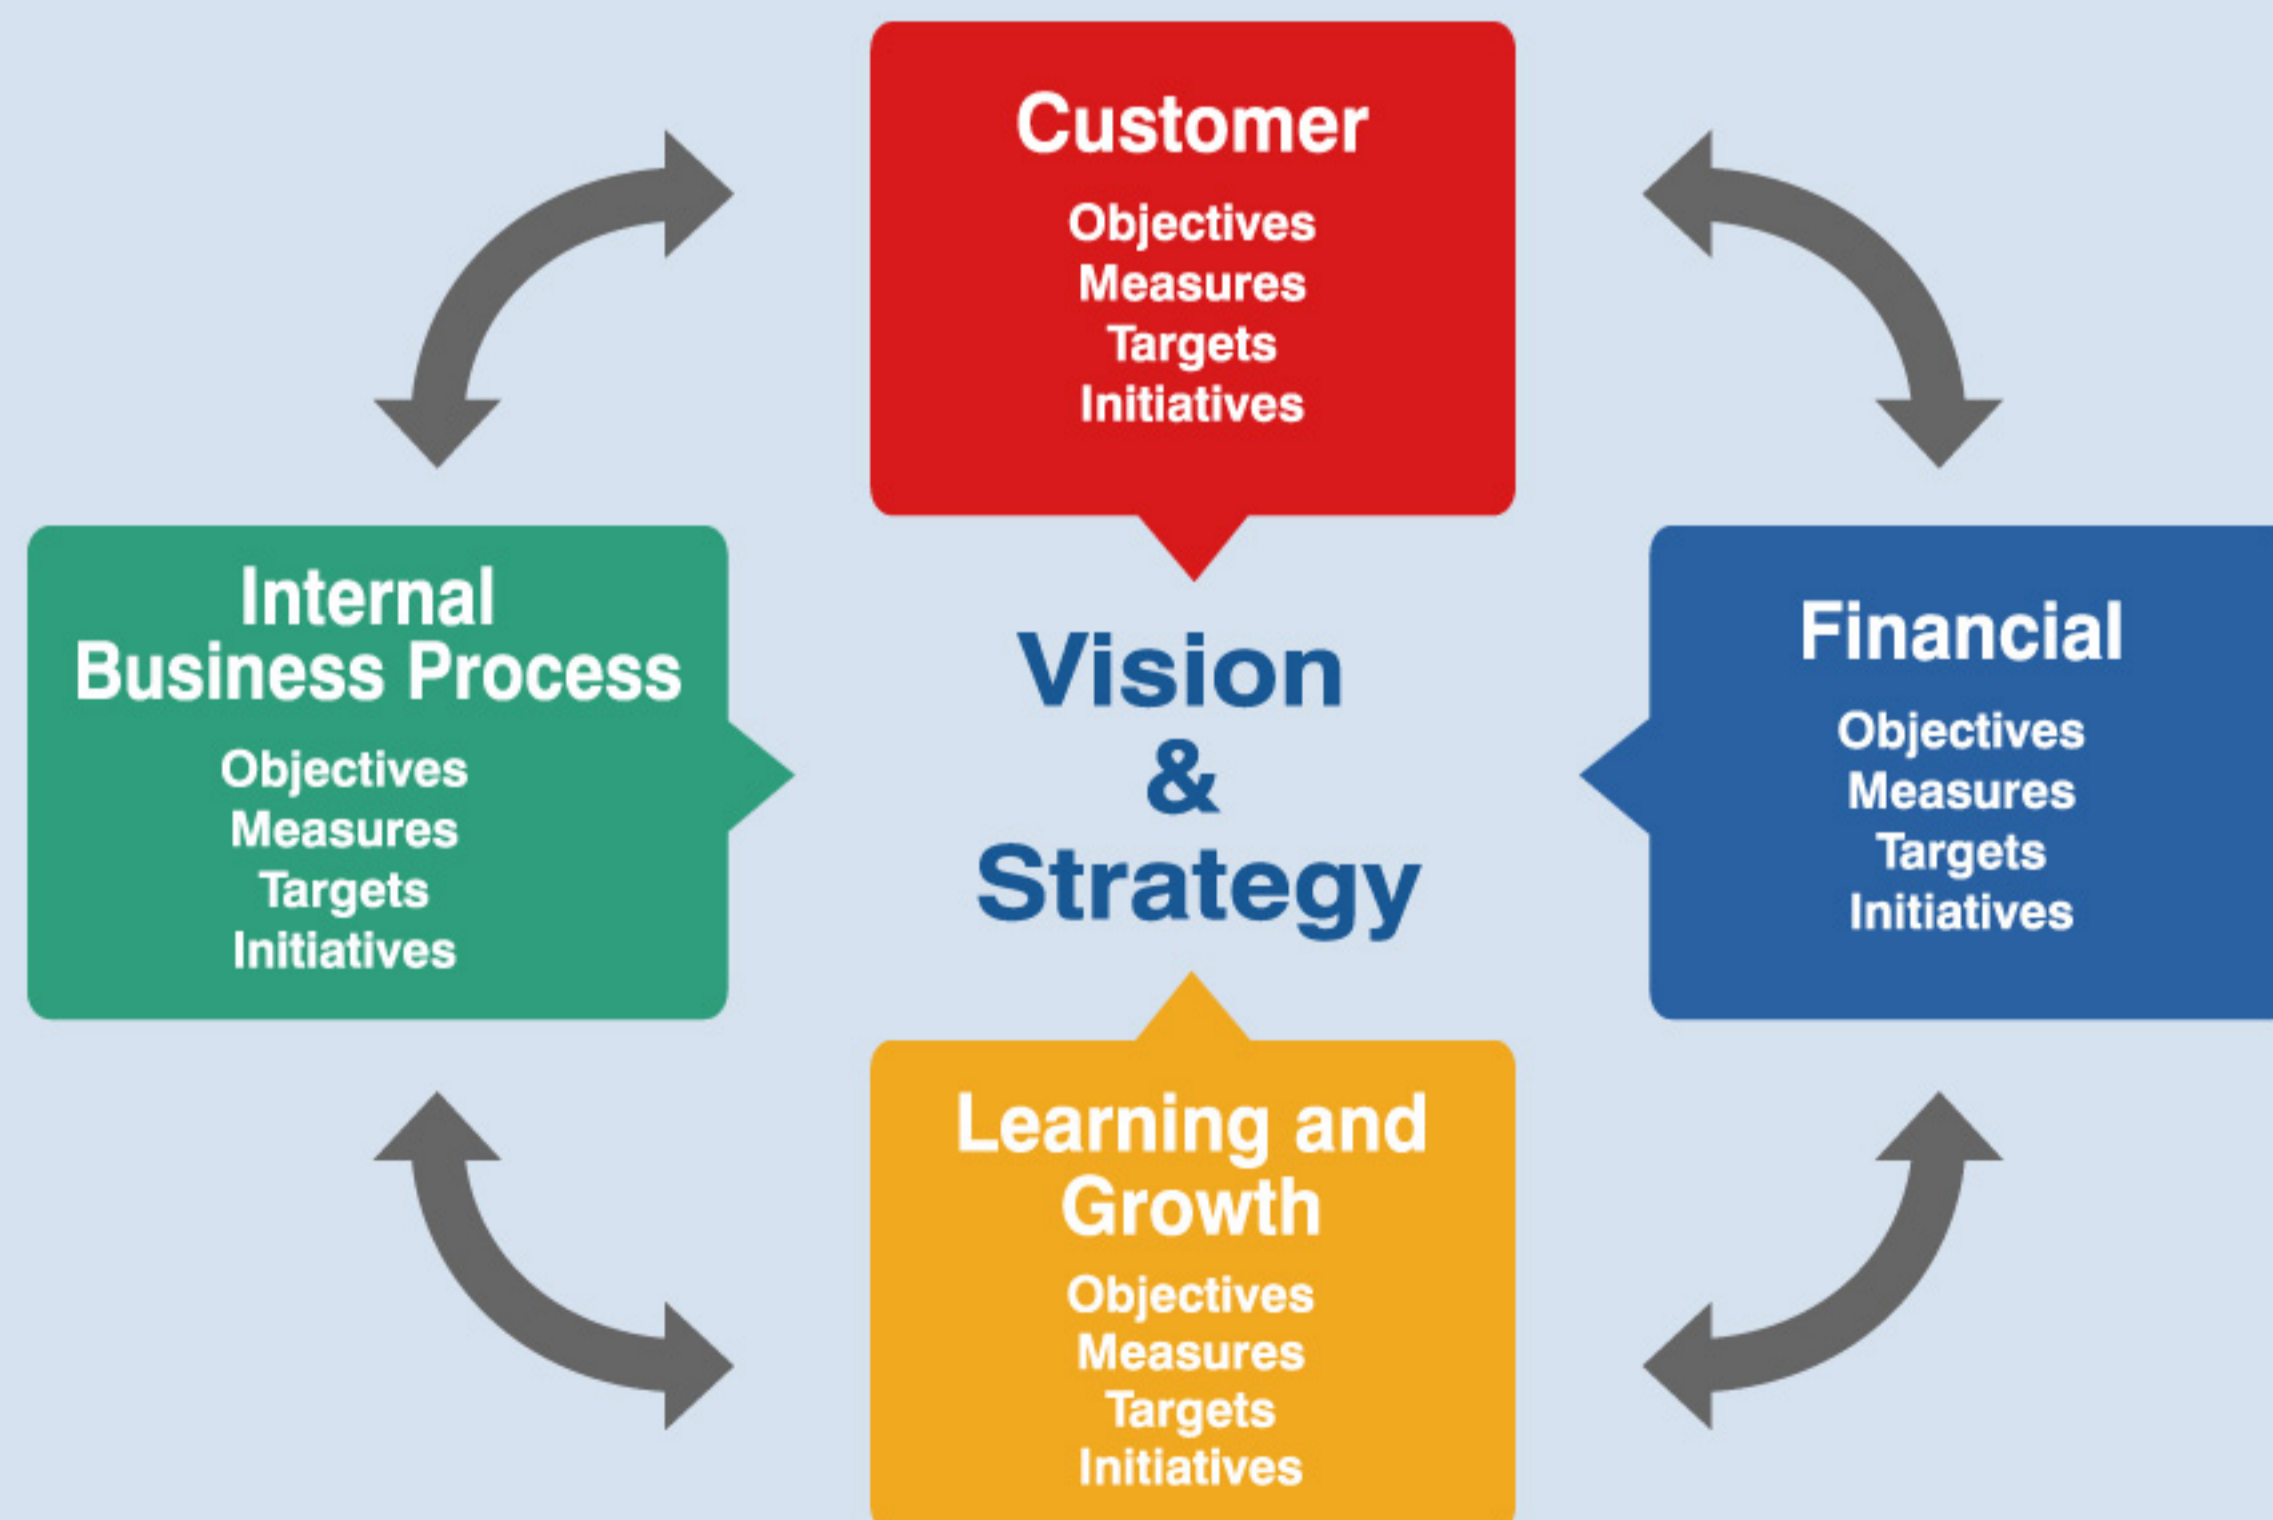 Customer
Objectives
Measures
Targets
Initiatives
Internal
Business Process
Objectives
Measures
Targets
Initiatives
Vision
&
Strategy
Financial
Objectives
Measures
Targets
Initiatives
Learning and
Growth
Objectives
Measures
Targets
Initiatives